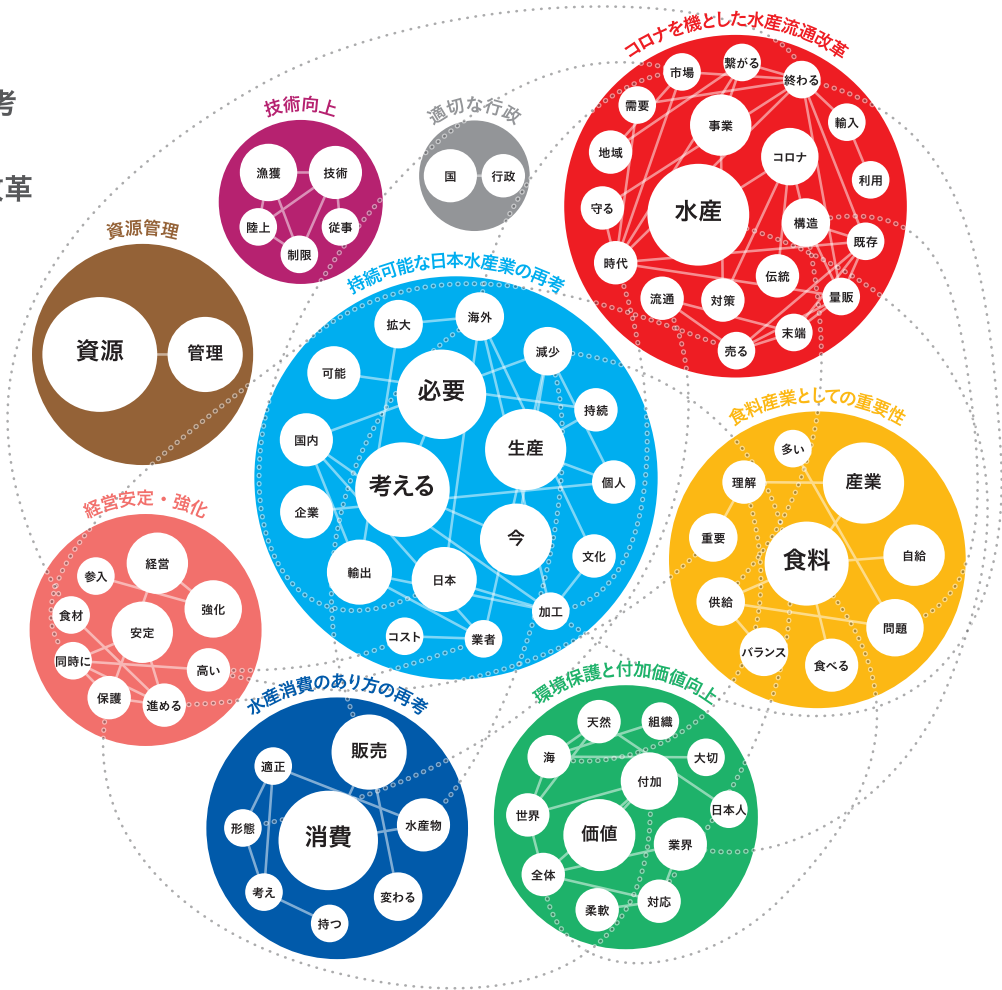 考
改革
コロナを機とした水産流通改革
繋がる
市場
終わる
需要
輸入
事業
地域
コロナ
利用
守る
水産
構造
既存
時代
伝統
流通
対策
量販
末端
売る
技術向上
漁獲
技術
陸上
従事
制限
適切な行政
国
行政
資源管理
資源
管理
持続可能な日本水産業の再考
拡大
海外
減少
可能
必要
持続
国内
生産
考える
個人
企業
今
文化
輸出
日本
加工
コスト
業者
食料産業としての重要性
多い
理解
産業
重要
食料
自給
供給
問題
バランス
食べる
経営安定・強化
経営
参入
強化
食材
安定
同時に
高い
保護
進める
水産消費のあり方の再考
販売
適正
形態
消費
水産物
考え
変わる
持つ
環境保護と付加価値向上
天然
組織
海
大切
付加
世界
日本人
価値
業界
全体
対応
柔軟